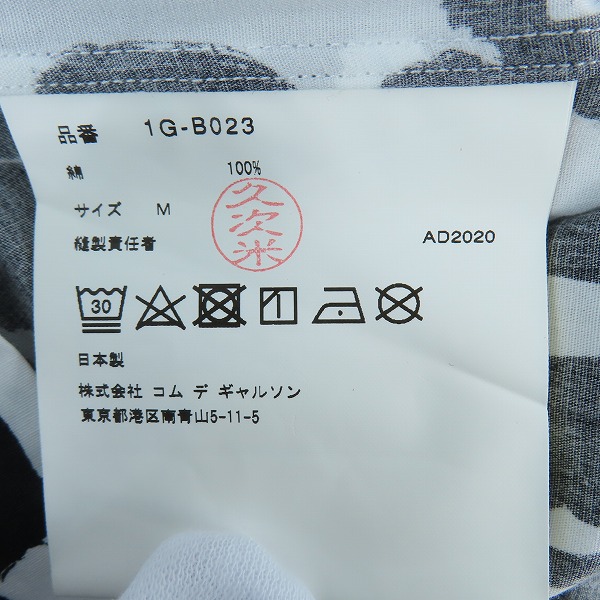 品番 1G-B023
綿 100%
サイズ M
久次米
縫製責任者 AD2020
30
日本製
株式会社 コム デ ギャルソン
東京都港区南青山5-11-5